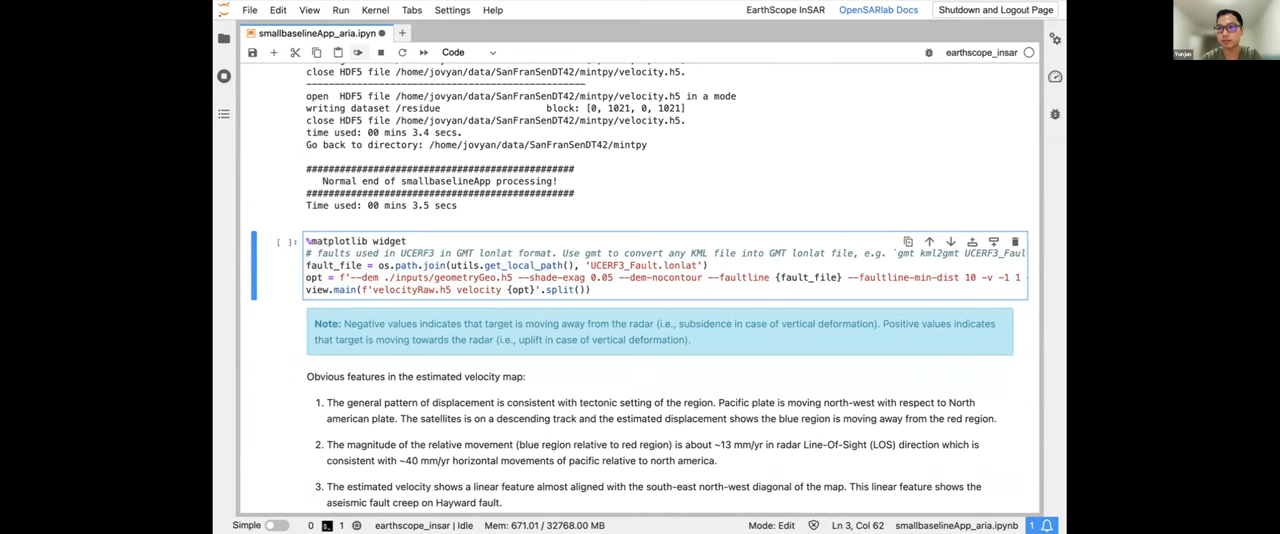 File Edit View Run Kernel Tabs Settings Help EarthScope InSAR OpenSARlab Docs Shutdown and Logout Page
smallbaselineApp_aria.ipyn
Code earthscope_insar
close HDF5 file /home/jovyan/data/SanFranSenDT42/mintpy/velocity.h5.
--------------------------------------------------
open HDF5 file /home/jovyan/data/SanFranSenDT42/mintpy/velocity.h5 in a mode
writing dataset /residue block: [0, 1021, 0, 1021]
close HDF5 file /home/jovyan/data/SanFranSenDT42/mintpy/velocity.h5.
time used: 00 mins 3.4 secs.
Go back to directory: /home/jovyan/data/SanFranSenDT42/mintpy
################################################
Normal end of smallbaselineApp processing!
################################################
Time used: 00 mins 3.5 secs
[ ]: %matplotlib widget
# faults used in UCERF3 in GMT lonlat format. Use gmt to convert any KML file into GMT lonlat file, e.g. `gmt kml2gmt UCERF3_Faul
fault_file = os.path.join(utils.get_local_path(), 'UCERF3_Fault.lonlat')
opt = f'--dem ./inputs/geometryGeo.h5 --shade-exag 0.05 --dem-nocontour --faultline {fault_file} --faultline-min-dist 10 -v -1 1
view.main(f'velocityRaw.h5 velocity {opt}'.split())
Note: Negative values indicates that target is moving away from the radar (i.e., subsidence in case of vertical deformation). Positive values indicates
that target is moving towards the radar (i.e., uplift in case of vertical deformation).
Obvious features in the estimated velocity map:
1. The general pattern of displacement is consistent with tectonic setting of the region. Pacific plate is moving north-west with respect to North
american plate. The satellites is on a descending track and the estimated displacement shows the blue region is moving away from the red region.
2. The magnitude of the relative movement (blue region relative to red region) is about ~13 mm/yr in radar Line-Of-Sight (LOS) direction which is
consistent with ~40 mm/yr horizontal movements of pacific relative to north america.
3. The estimated velocity shows a linear feature almost aligned with the south-east north-west diagonal of the map. This linear feature shows the
aseismic fault creep on Hayward fault.
Simple 0 1 earthscope_insar | Idle Mem: 671.01 / 32768.00 MB Mode: Edit Ln 3, Col 62 smallbaselineApp_aria.ipynb 1
Yunjun